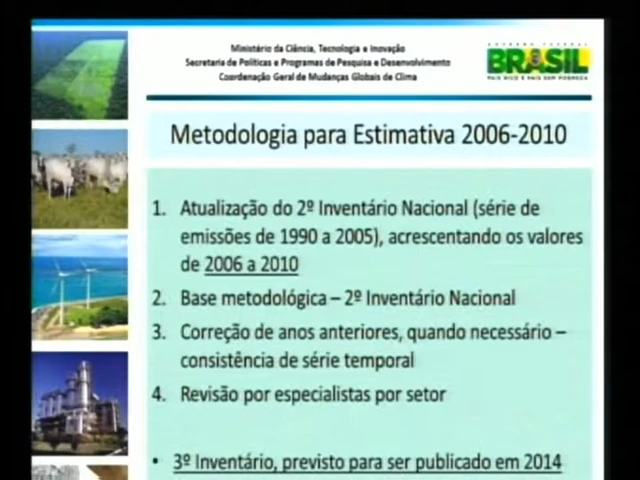 Ministério da Ciência, Tecnologia e Inovação
Secretaria de Políticas e Programas de Pesquisa e Desenvolvimento
Coordenação Geral de Mudanças Globais de Clima
GOVERNO FEDERAL
BRASIL
PAÍS RICO É PAÍS SEM POBREZA
Metodologia para Estimativa 2006-2010
1. Atualização do 2º Inventário Nacional (série de
emissões de 1990 a 2005), acrescentando os valores
de 2006 a 2010
2. Base metodológica – 2º Inventário Nacional
3. Correção de anos anteriores, quando necessário –
consistência de série temporal
4. Revisão por especialistas por setor
• 3º Inventário, previsto para ser publicado em 2014